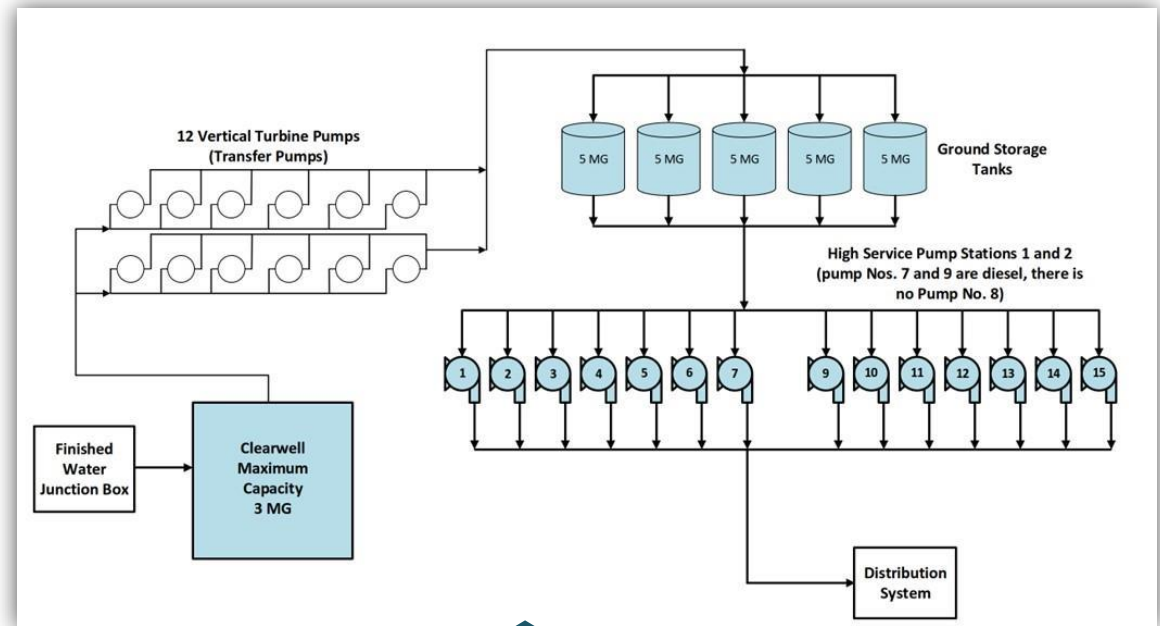 12 Vertical Turbine Pumps
(Transfer Pumps)
5 MG
5 MG
5 MG
5 MG
5 MG
Ground Storage
Tanks
High Service Pump Stations 1 and 2
(pump Nos. 7 and 9 are diesel, there is
no Pump No. 8)
1
2
3
4
5
6
7
9
10
11
12
13
14
15
Finished
Water
Junction Box
Clearwell
Maximum
Capacity
3 MG
Distribution
System